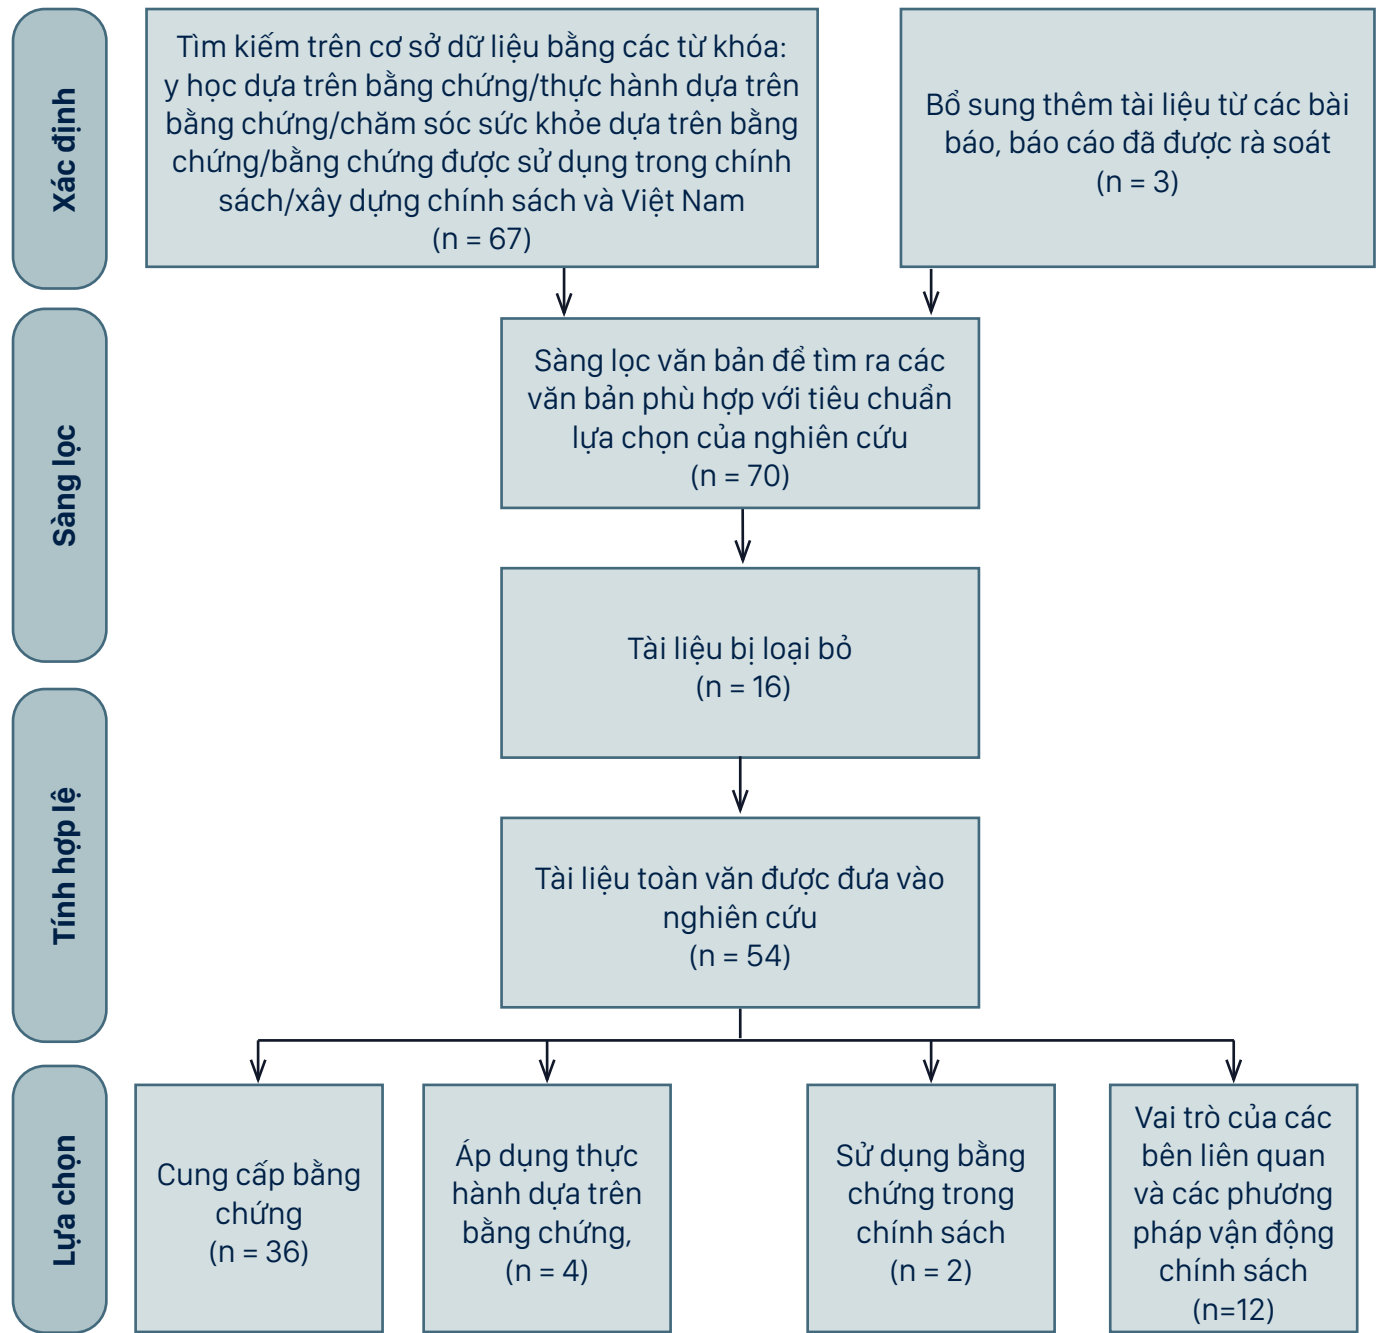 Xác định
Tìm kiếm trên cơ sở dữ liệu bằng các từ khóa:
y học dựa trên bằng chứng/thực hành dựa trên
bằng chứng/chăm sóc sức khỏe dựa trên bằng
chứng/bằng chứng được sử dụng trong chính
sách/xây dựng chính sách và Việt Nam
(n = 67)
Bổ sung thêm tài liệu từ các bài
báo, báo cáo đã được rà soát
(n = 3)
Sàng lọc
Sàng lọc văn bản để tìm ra các
văn bản phù hợp với tiêu chuẩn
lựa chọn của nghiên cứu
(n = 70)
Tài liệu bị loại bỏ
(n = 16)
Tính hợp lệ
Tài liệu toàn văn được đưa vào
nghiên cứu
(n = 54)
Lựa chọn
Cung cấp bằng
chứng
(n = 36)
Áp dụng thực
hành dựa trên
bằng chứng,
(n = 4)
Sử dụng bằng
chứng trong
chính sách
(n = 2)
Vai trò của các
bên liên quan
và các phương
pháp vận động
chính sách
(n=12)